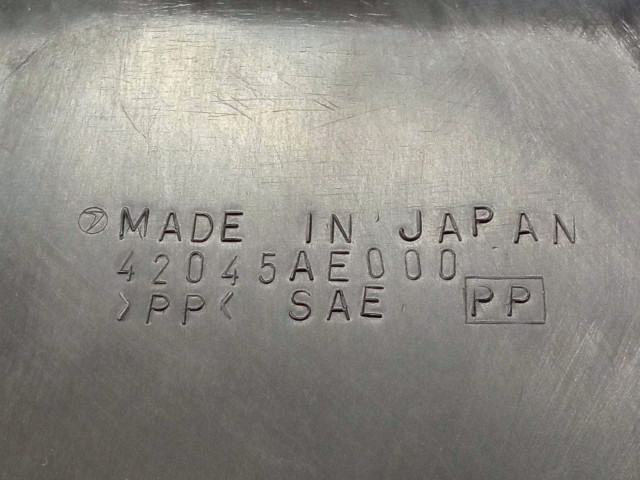 MADE IN JAPAN
42045AE000
>PP< SAE PP